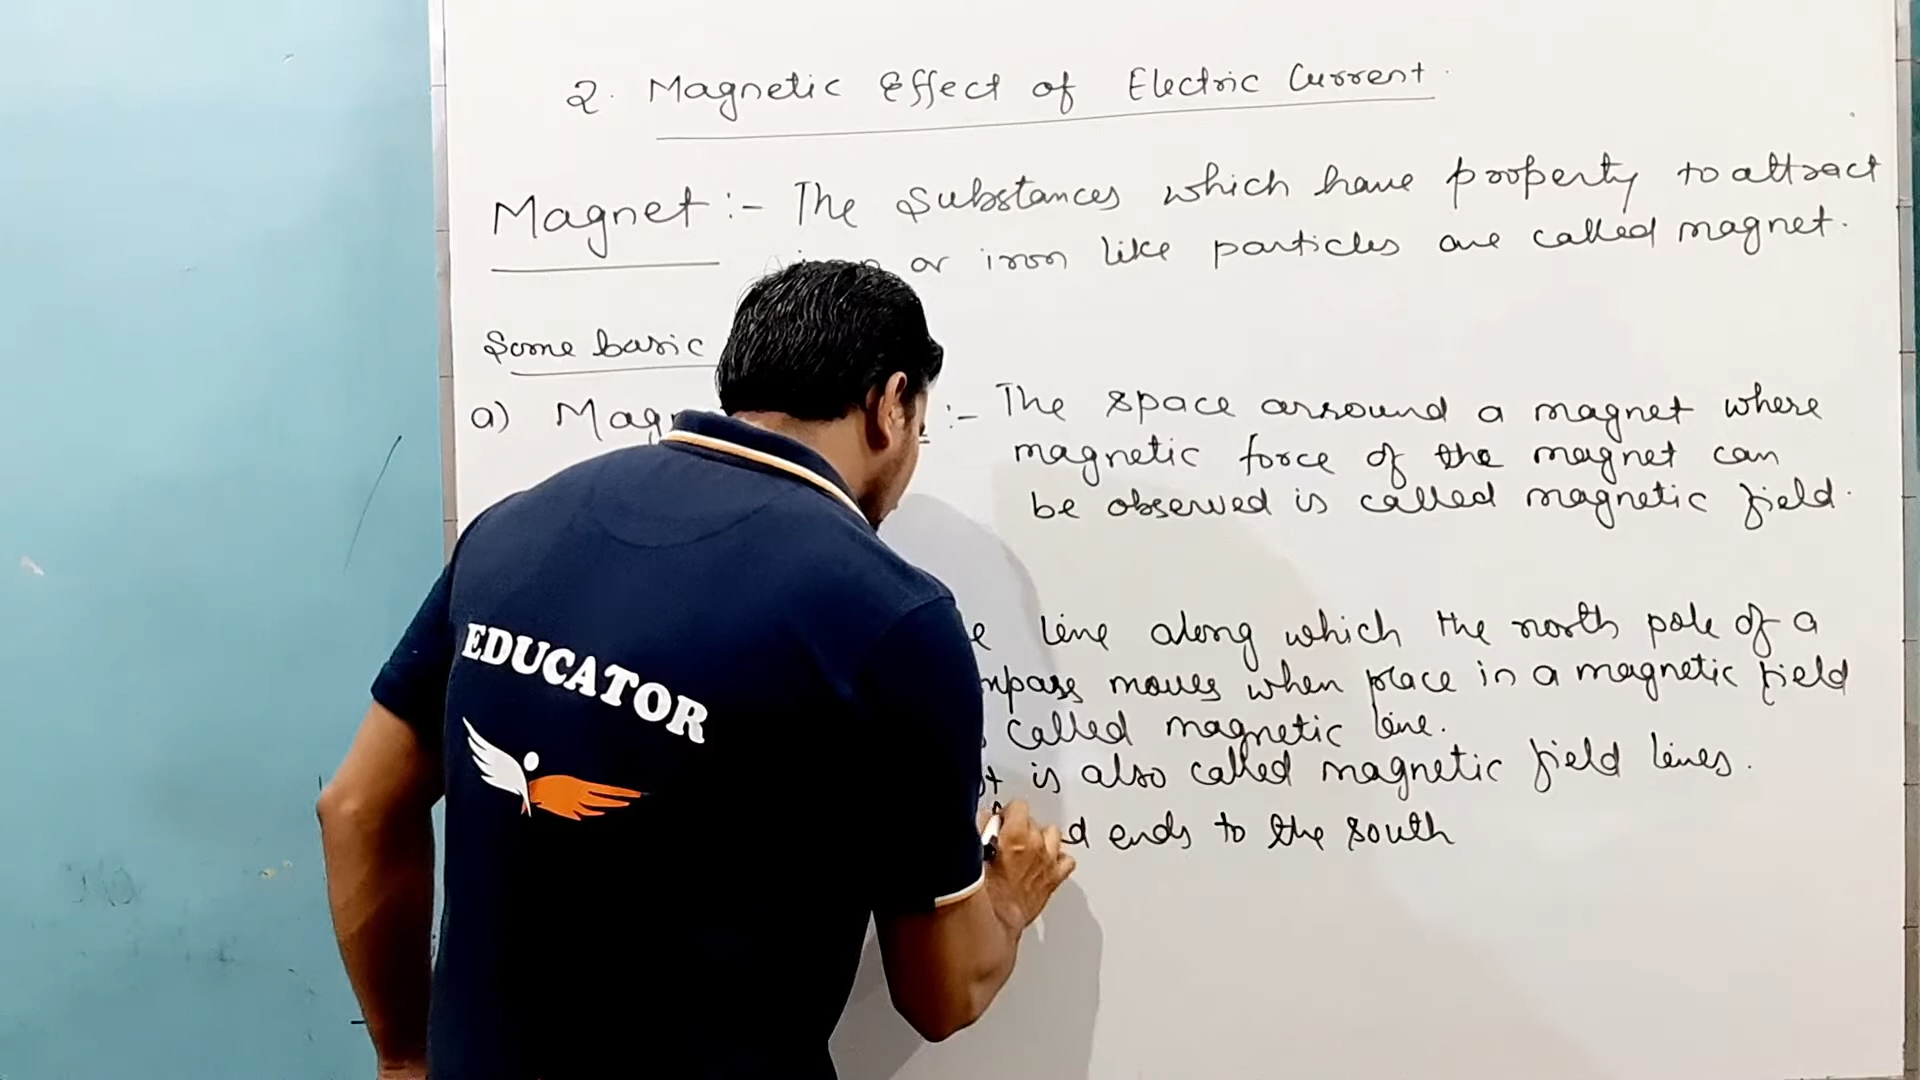 2. Magnetic Effect of Electric Current.
Magnet :- The substances which have property to attract
or iron like particles are called magnet.
Some basic
a) :- The space arround a magnet where
magnetic force of the magnet can
be observed is called magnetic field.
line along which the north pole of a
moves when place in a magnetic field
called magnetic line.
is also called magnetic field lines.
ends to the south
EDUCATOR